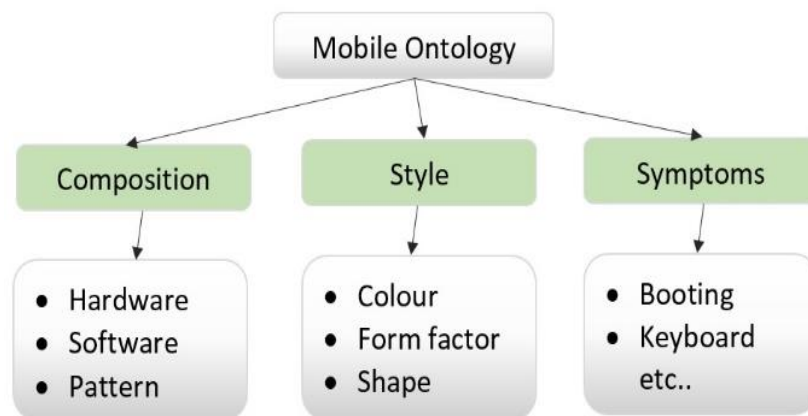 Mobile Ontology
Composition
Style
Symptoms
• Hardware
• Software
• Pattern
• Colour
• Form factor
• Shape
• Booting
• Keyboard
etc..